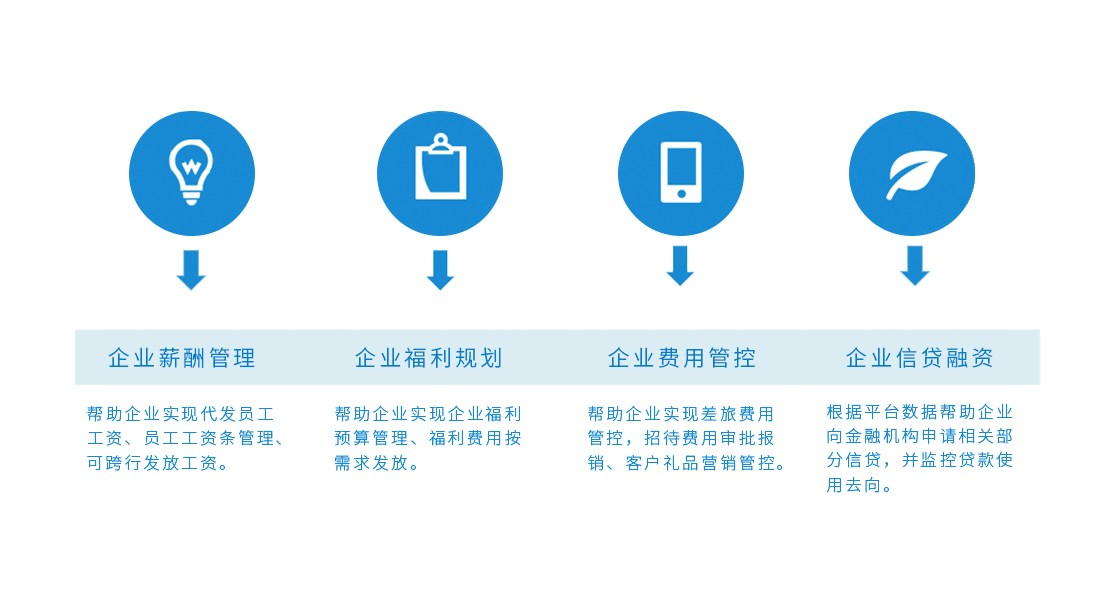 企业薪酬管理
企业福利规划
企业费用管控
企业信贷融资
帮助企业实现代发员工
工资、员工工资条管理、
可跨行发放工资。
帮助企业实现企业福利
预算管理、福利费用按
需求发放。
帮助企业实现差旅费用
管控，招待费用审批报
销、客户礼品营销管控。
根据平台数据帮助企业
向金融机构申请相关部
分信贷，并监控贷款使
用去向。